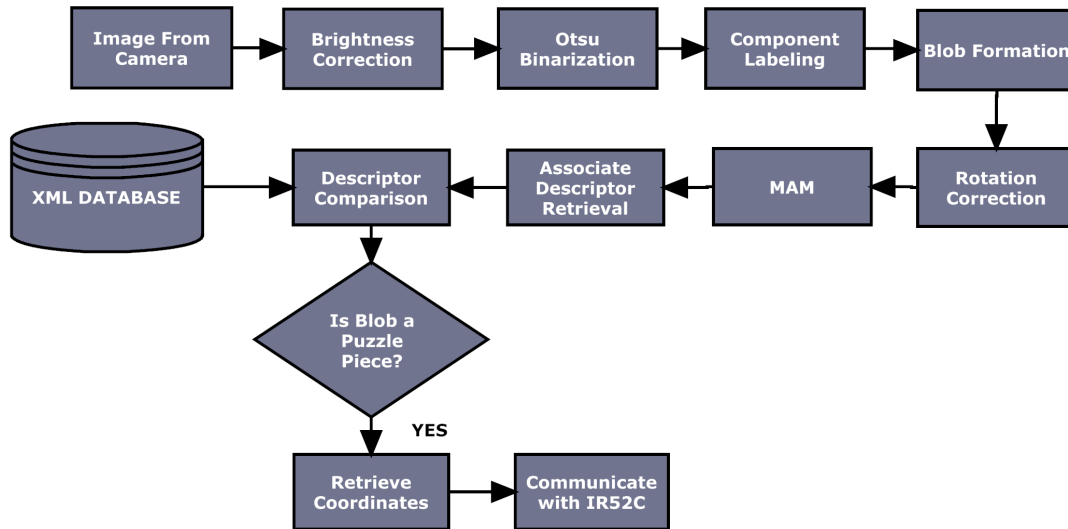 Image From
Camera
Brightness
Correction
Otsu
Binarization
Component
Labeling
Blob Formation
XML DATABASE
Descriptor
Comparison
Associate
Descriptor
Retrieval
MAM
Rotation
Correction
Is Blob a
Puzzle
Piece?
YES
Retrieve
Coordinates
Communicate
with IR52C